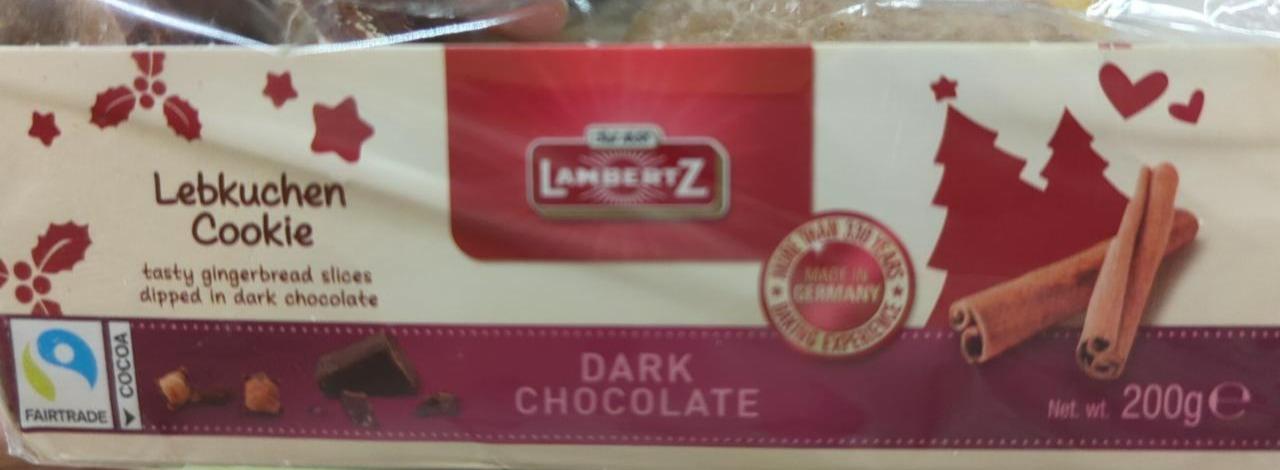 Lebkuchen
Cookie
tasty gingerbread slices
dipped in dark chocolate
LAMBERTZ
MORE THAN 330 YEARS
BAKING EXPERIENCE
MADE IN
GERMANY
FAIRTRADE
COCOA
DARK
CHOCOLATE
Net. wt. 200g e